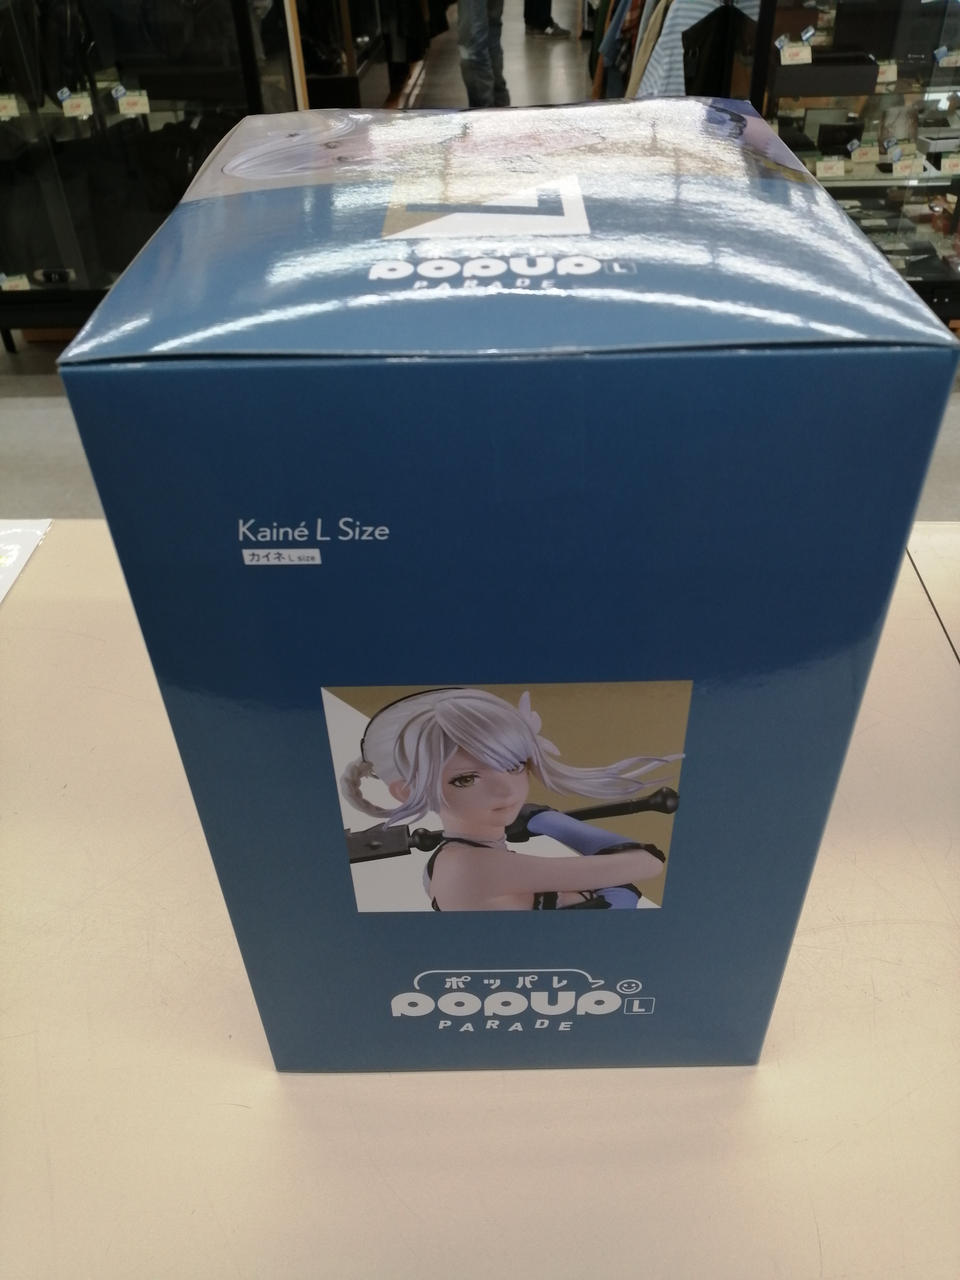 POPUP L
PARADE
Kainé L Size
カイネ L size
ポッパレ
POPUP L
PARADE